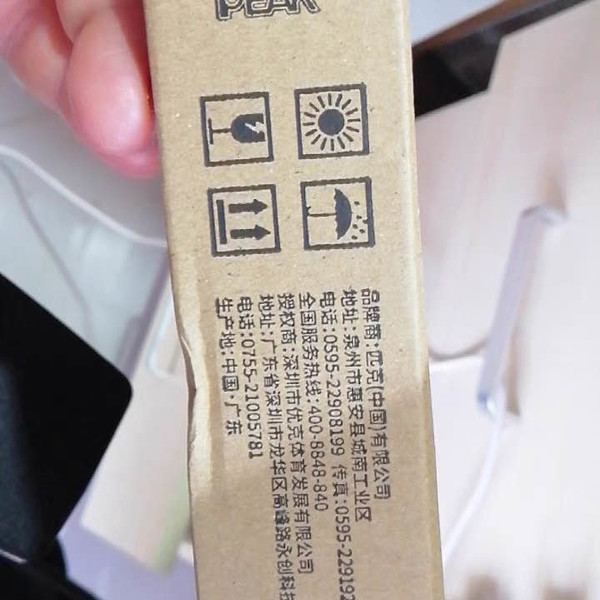 PEAK
品牌商:匹克(中国)有限公司
地址:泉州市惠安县城南工业区
电话:0595-22908199 传真:0595-229192
全国服务热线:400-8848-840
授权商:深圳市优克体育发展有限公司
地址:广东省深圳市龙华区高峰路永创科技
电话:0755-21005781
生产地:中国·广东